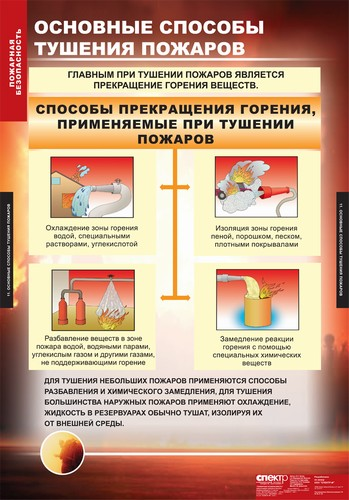 ПОЖАРНАЯ
БЕЗОПАСНОСТЬ
ОСНОВНЫЕ СПОСОБЫ
ТУШЕНИЯ ПОЖАРОВ
ГЛАВНЫМ ПРИ ТУШЕНИИ ПОЖАРОВ ЯВЛЯЕТСЯ
ПРЕКРАЩЕНИЕ ГОРЕНИЯ ВЕЩЕСТВ.
СПОСОБЫ ПРЕКРАЩЕНИЯ ГОРЕНИЯ,
ПРИМЕНЯЕМЫЕ ПРИ ТУШЕНИИ
ПОЖАРОВ
Охлаждение зоны горения
водой, специальными
растворами, углекислотой
Изоляция зоны горения
пеной, порошком, песком,
плотными покрывалами
11. ОСНОВНЫЕ СПОСОБЫ ТУШЕНИЯ ПОЖАРОВ
11. ОСНОВНЫЕ СПОСОБЫ ТУШЕНИЯ ПОЖАРОВ
Разбавление веществ в зоне
пожара водой, водяными парами,
углекислым газом и другими газами,
не поддерживающими горение
Замедление реакции
горения с помощью
специальных химических
веществ
ДЛЯ ТУШЕНИЯ НЕБОЛЬШИХ ПОЖАРОВ ПРИМЕНЯЮТСЯ СПОСОБЫ
РАЗБАВЛЕНИЯ И ХИМИЧЕСКОГО ЗАМЕДЛЕНИЯ, ДЛЯ ТУШЕНИЯ
БОЛЬШИНСТВА НАРУЖНЫХ ПОЖАРОВ ПРИМЕНЯЮТ ОХЛАЖДЕНИЕ,
ЖИДКОСТЬ В РЕЗЕРВУАРАХ ОБЫЧНО ТУШАТ, ИЗОЛИРУЯ ИХ
ОТ ВНЕШНЕЙ СРЕДЫ.
спектр